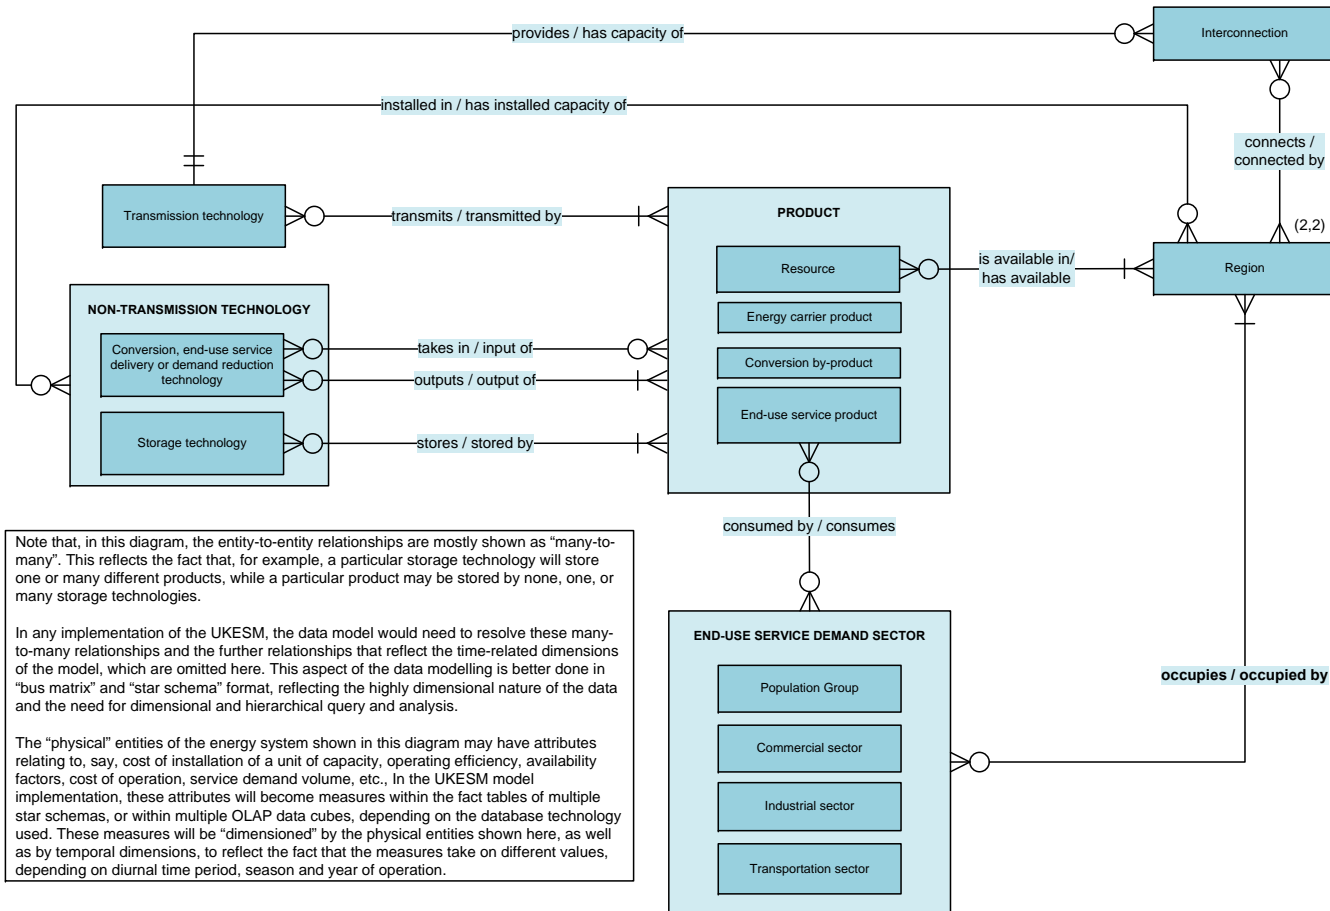 provides / has capacity of
Interconnection
installed in / has installed capacity of
connects /
connected by
Transmission technology
transmits / transmitted by
PRODUCT
(2,2)
Resource
is available in/
has available
Region
NON-TRANSMISSION TECHNOLOGY
Energy carrier product
Conversion, end-use service
delivery or demand reduction
technology
takes in / input of
Conversion by-product
outputs / output of
End-use service product
Storage technology
stores / stored by
consumed by / consumes
Note that, in this diagram, the entity-to-entity relationships are mostly shown as “many-to-
many”. This reflects the fact that, for example, a particular storage technology will store
one or many different products, while a particular product may be stored by none, one, or
many storage technologies.
In any implementation of the UKESM, the data model would need to resolve these many-
to-many relationships and the further relationships that reflect the time-related dimensions
of the model, which are omitted here. This aspect of the data modelling is better done in
“bus matrix” and “star schema” format, reflecting the highly dimensional nature of the data
and the need for dimensional and hierarchical query and analysis.
The “physical” entities of the energy system shown in this diagram may have attributes
relating to, say, cost of installation of a unit of capacity, operating efficiency, availability
factors, cost of operation, service demand volume, etc., In the UKESM model
implementation, these attributes will become measures within the fact tables of multiple
star schemas, or within multiple OLAP data cubes, depending on the database technology
used. These measures will be “dimensioned” by the physical entities shown here, as well
as by temporal dimensions, to reflect the fact that the measures take on different values,
depending on diurnal time period, season and year of operation.
END-USE SERVICE DEMAND SECTOR
Population Group
occupies / occupied by
Commercial sector
Industrial sector
Transportation sector